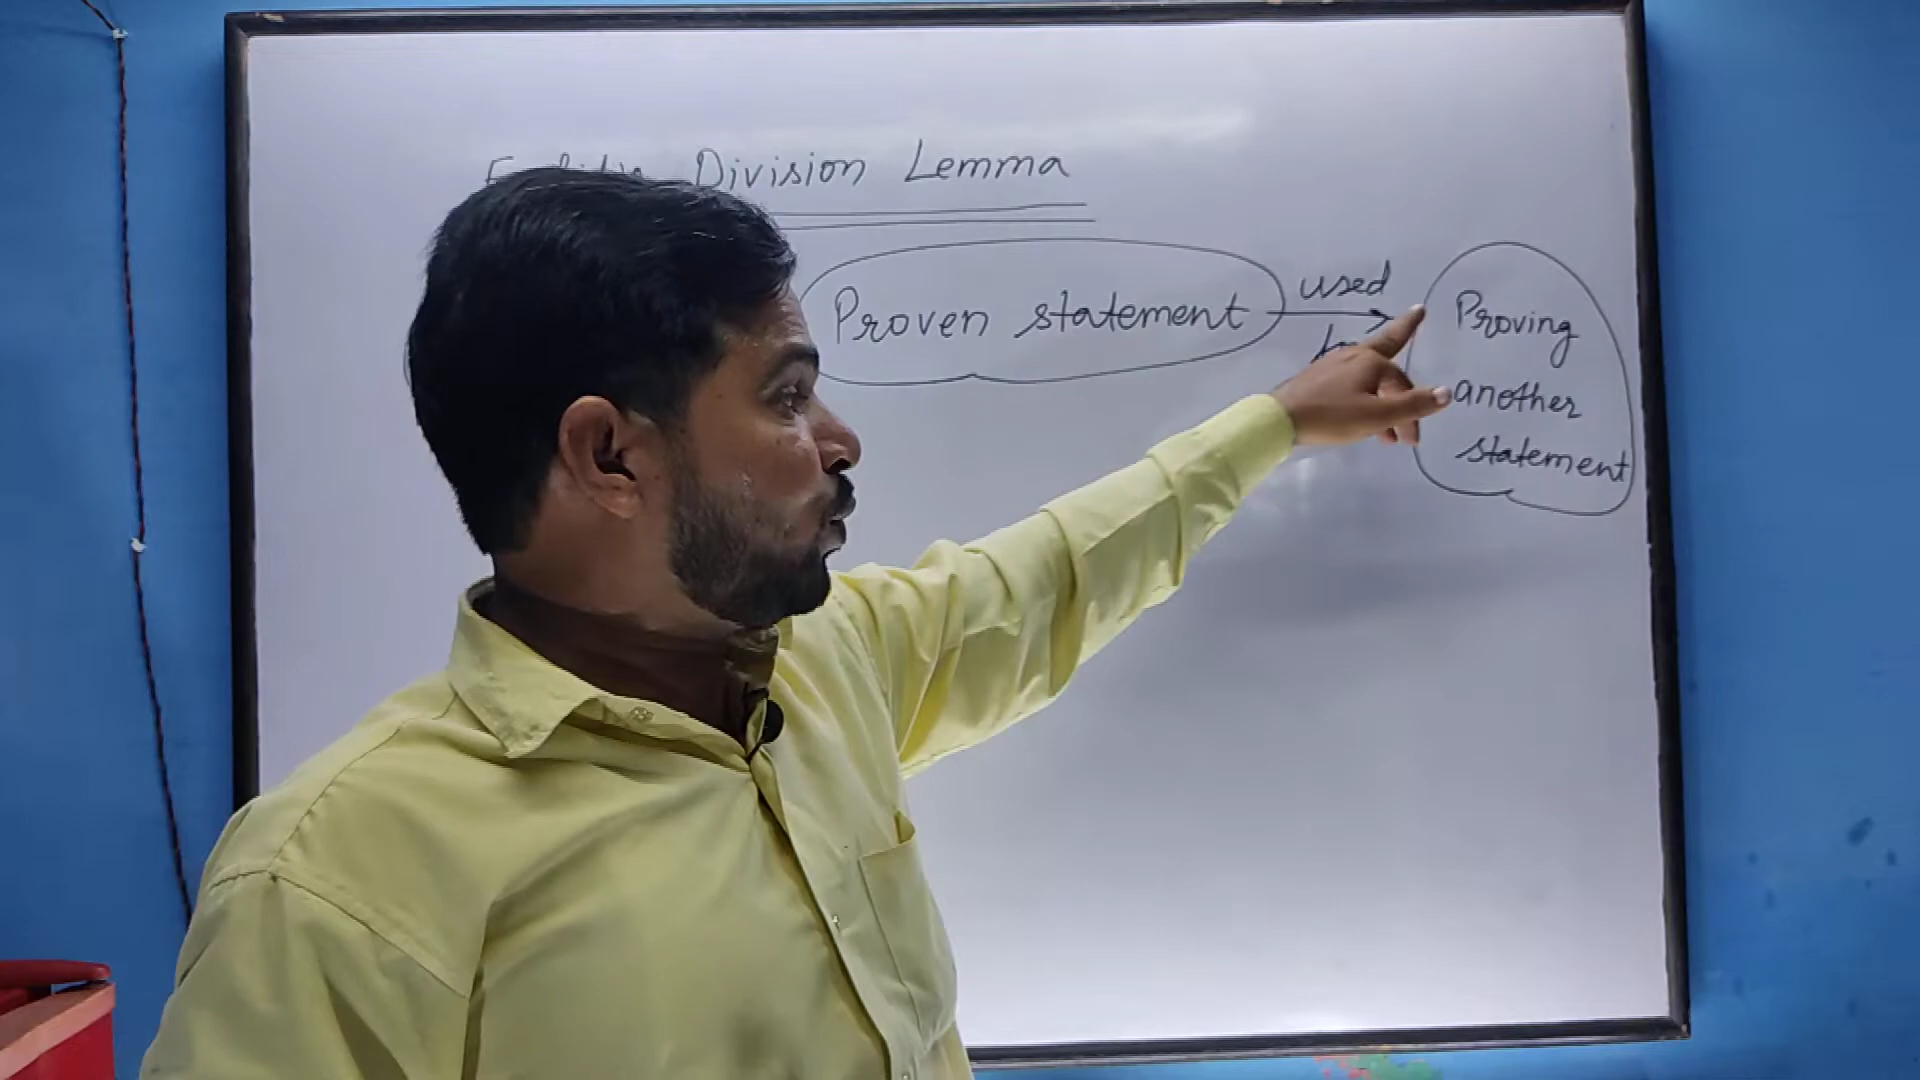 Division Lemma
Proven statement
used
Proving
another
statement